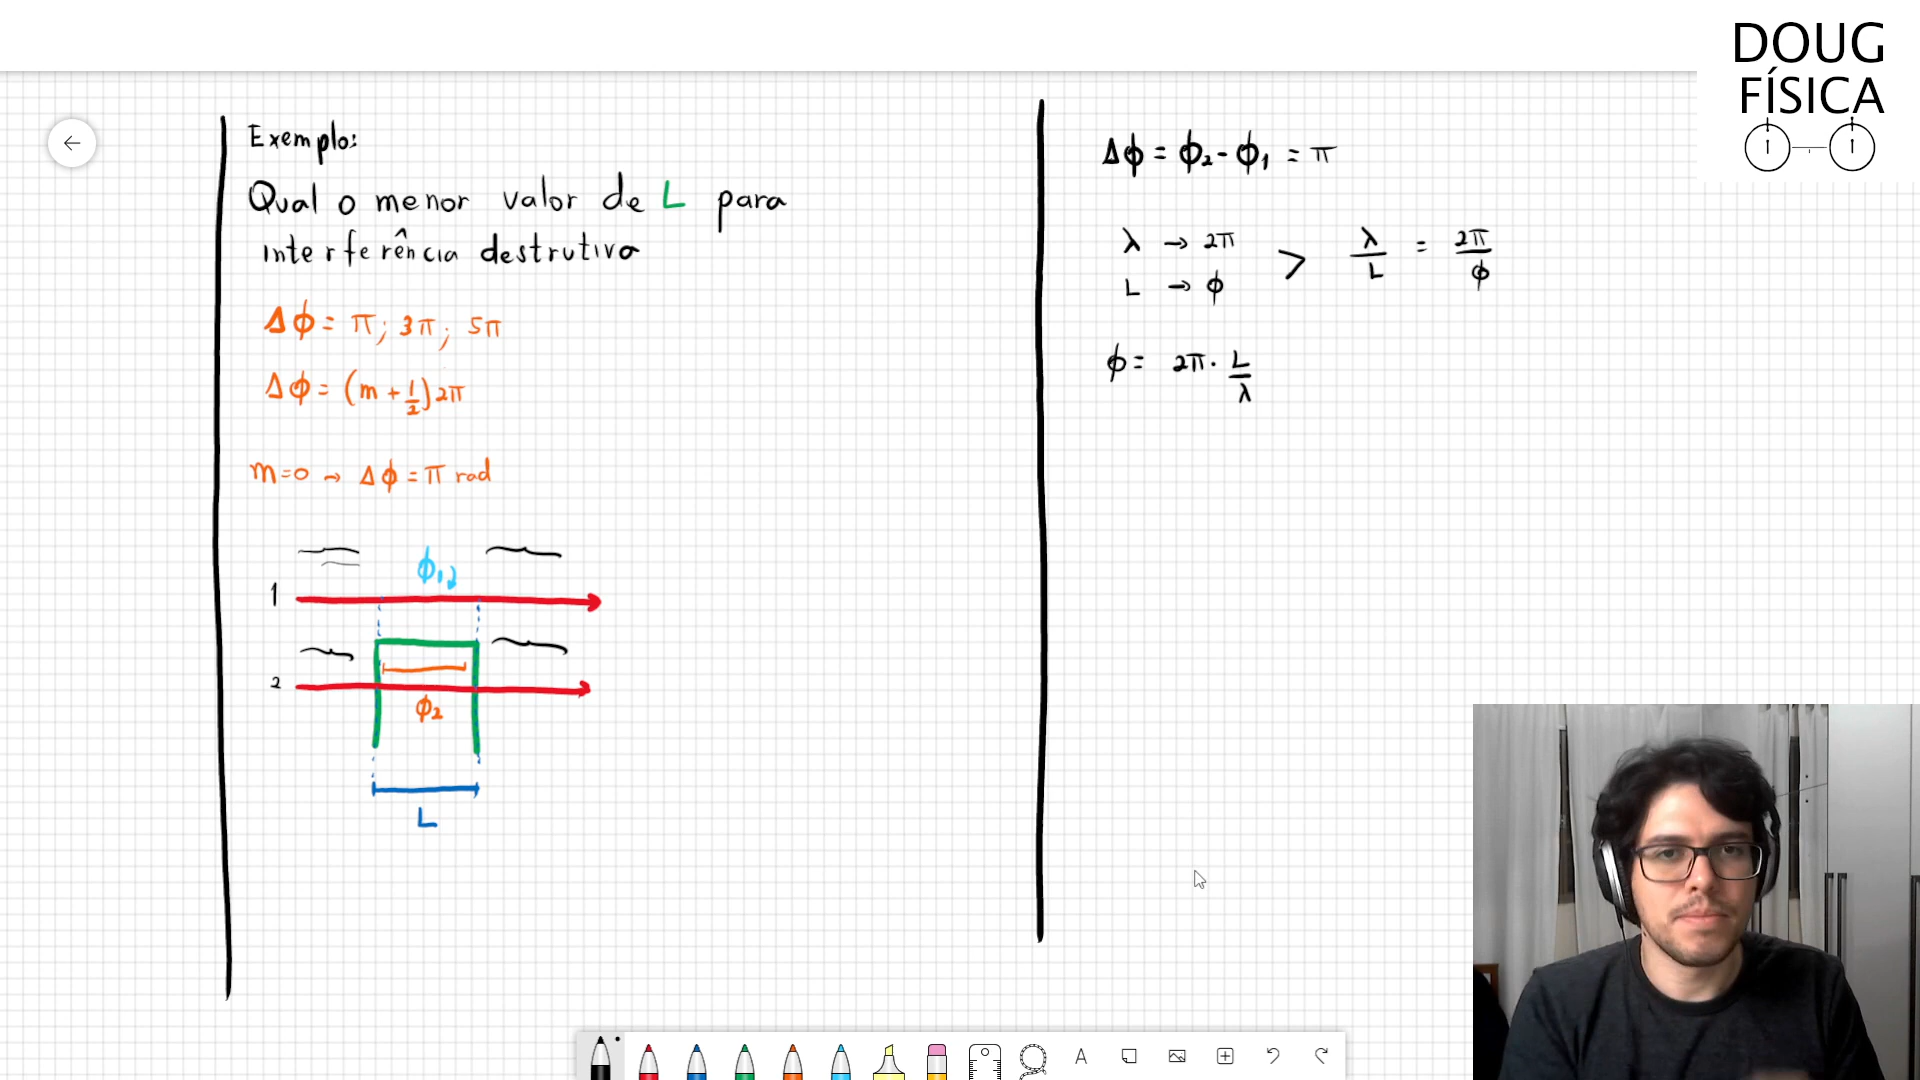 DOUG
FÍSICA
Exemplo:
Qual o menor valor de L para
interferência destrutiva
Δϕ = π; 3π; 5π
Δϕ = (m + 1/2) 2π
m=0 → Δϕ = π rad
1
2
ϕ₂
L
Δϕ = ϕ₂ - ϕ₁ = π
λ → 2π
L → ϕ
> λ/L = 2π/ϕ
ϕ = 2π · L/λ
A